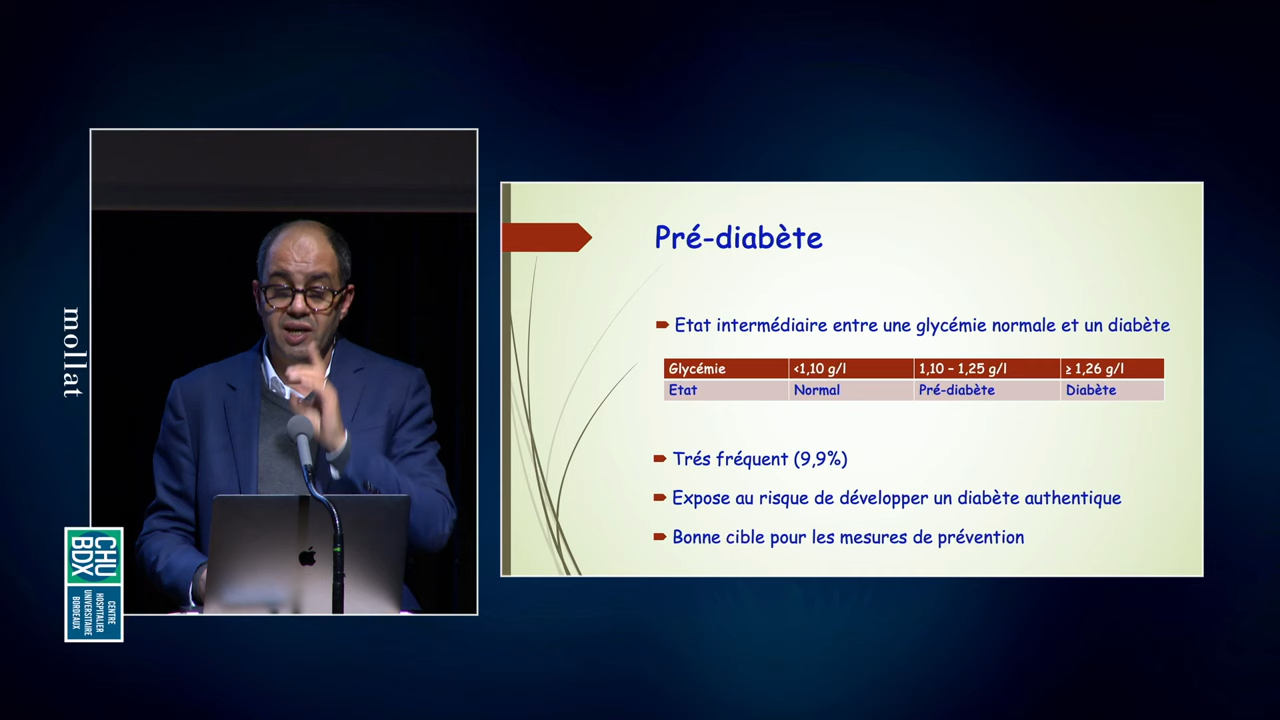 mollat
CHU
BDX
CENTRE
HOSPITALIER
UNIVERSITAIRE
BORDEAUX
Pré-diabète
Etat intermédiaire entre une glycémie normale et un diabète
Glycémie <1,10 g/l 1,10 – 1,25 g/l ≥ 1,26 g/l
Etat Normal Pré-diabète Diabète
Trés fréquent (9,9%)
Expose au risque de développer un diabète authentique
Bonne cible pour les mesures de prévention